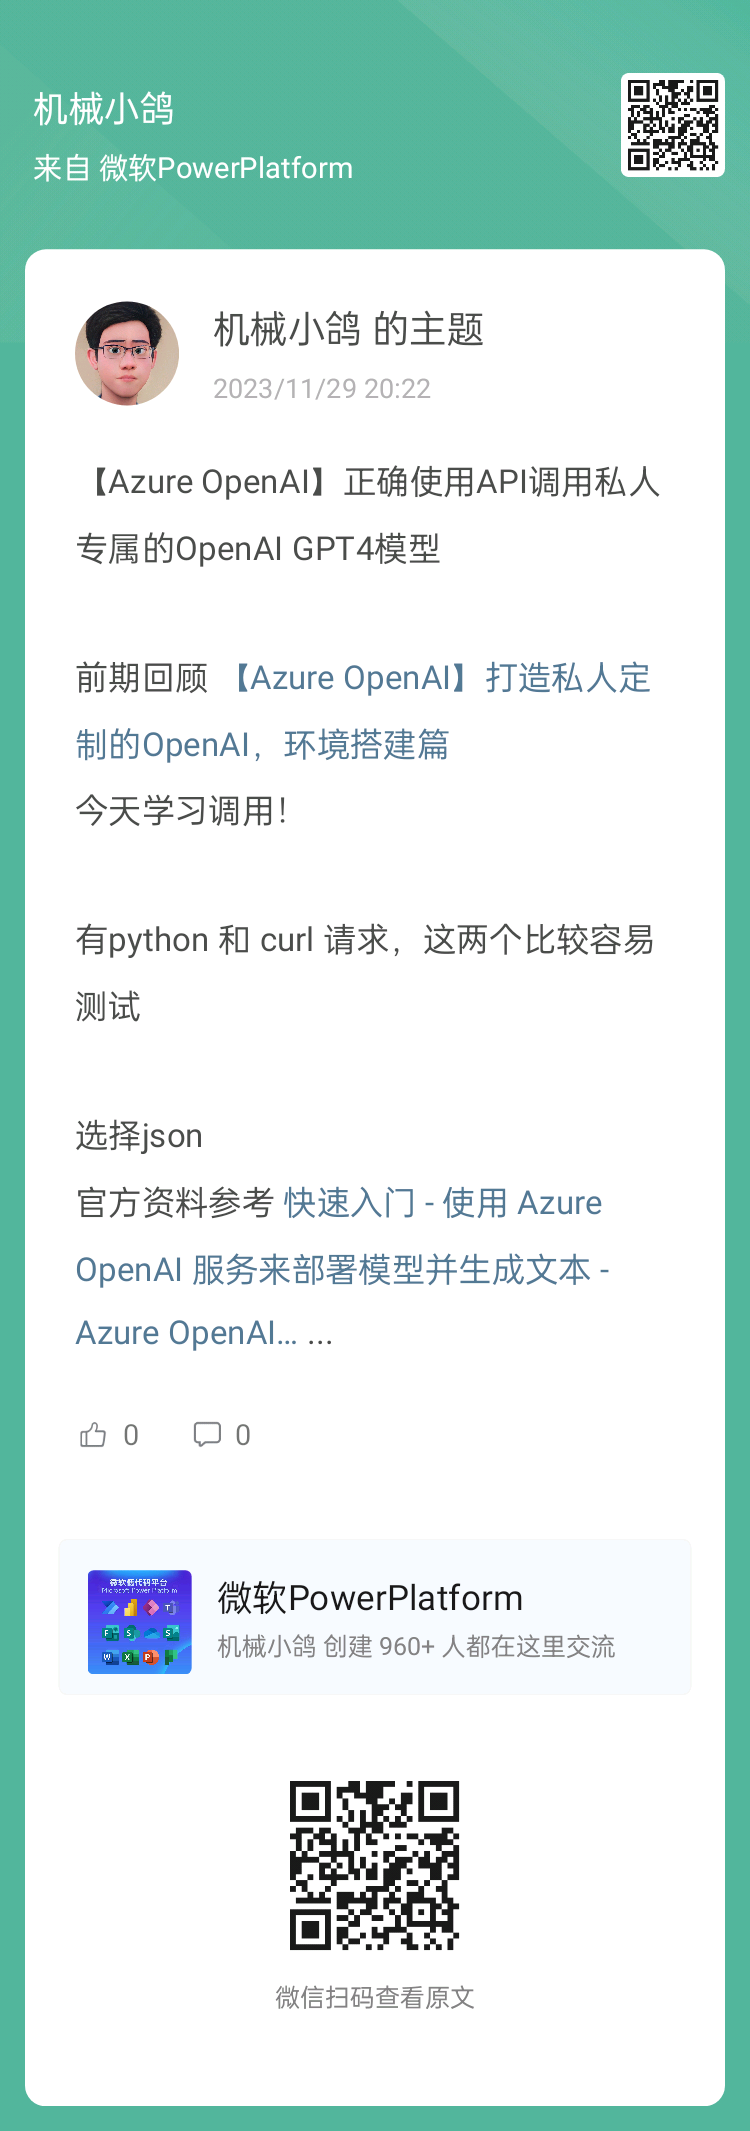 机械小鸽
来自 微软PowerPlatform
机械小鸽 的主题
2023/11/29 20:22
【Azure OpenAI】正确使用API调用私人
专属的OpenAI GPT4模型
前期回顾 【Azure OpenAI】打造私人定
制的OpenAI，环境搭建篇
今天学习调用！
有python 和 curl 请求，这两个比较容易
测试
选择json
官方资料参考 快速入门 - 使用 Azure
OpenAI 服务来部署模型并生成文本 -
Azure OpenAI... ...
0 0
微软低代码平台
Microsoft Power Platform
微软PowerPlatform
机械小鸽 创建 960+ 人都在这里交流
微信扫码查看原文